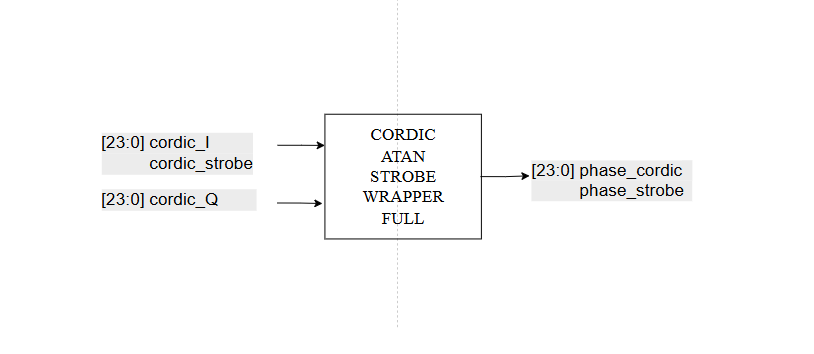 [23:0] cordic_I
cordic_strobe
[23:0] cordic_Q
CORDIC
ATAN
STROBE
WRAPPER
FULL
[23:0] phase_cordic
phase_strobe